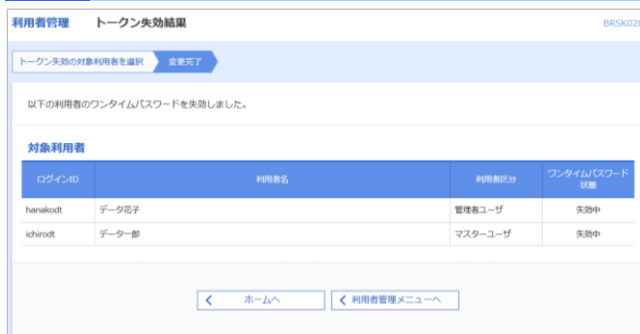 利用者管理 トークン失効結果 BRSK028
トークン失効の対象利用者を選択 変更完了
以下の利用者のワンタイムパスワードを失効しました。
対象利用者
ログインID 利用者名 利用者区分 ワンタイムパスワード
状態
hanakodt データ花子 管理者ユーザ 失効中
ichirodt データ一郎 マスターユーザ 失効中
ホームへ 利用者管理メニューへ